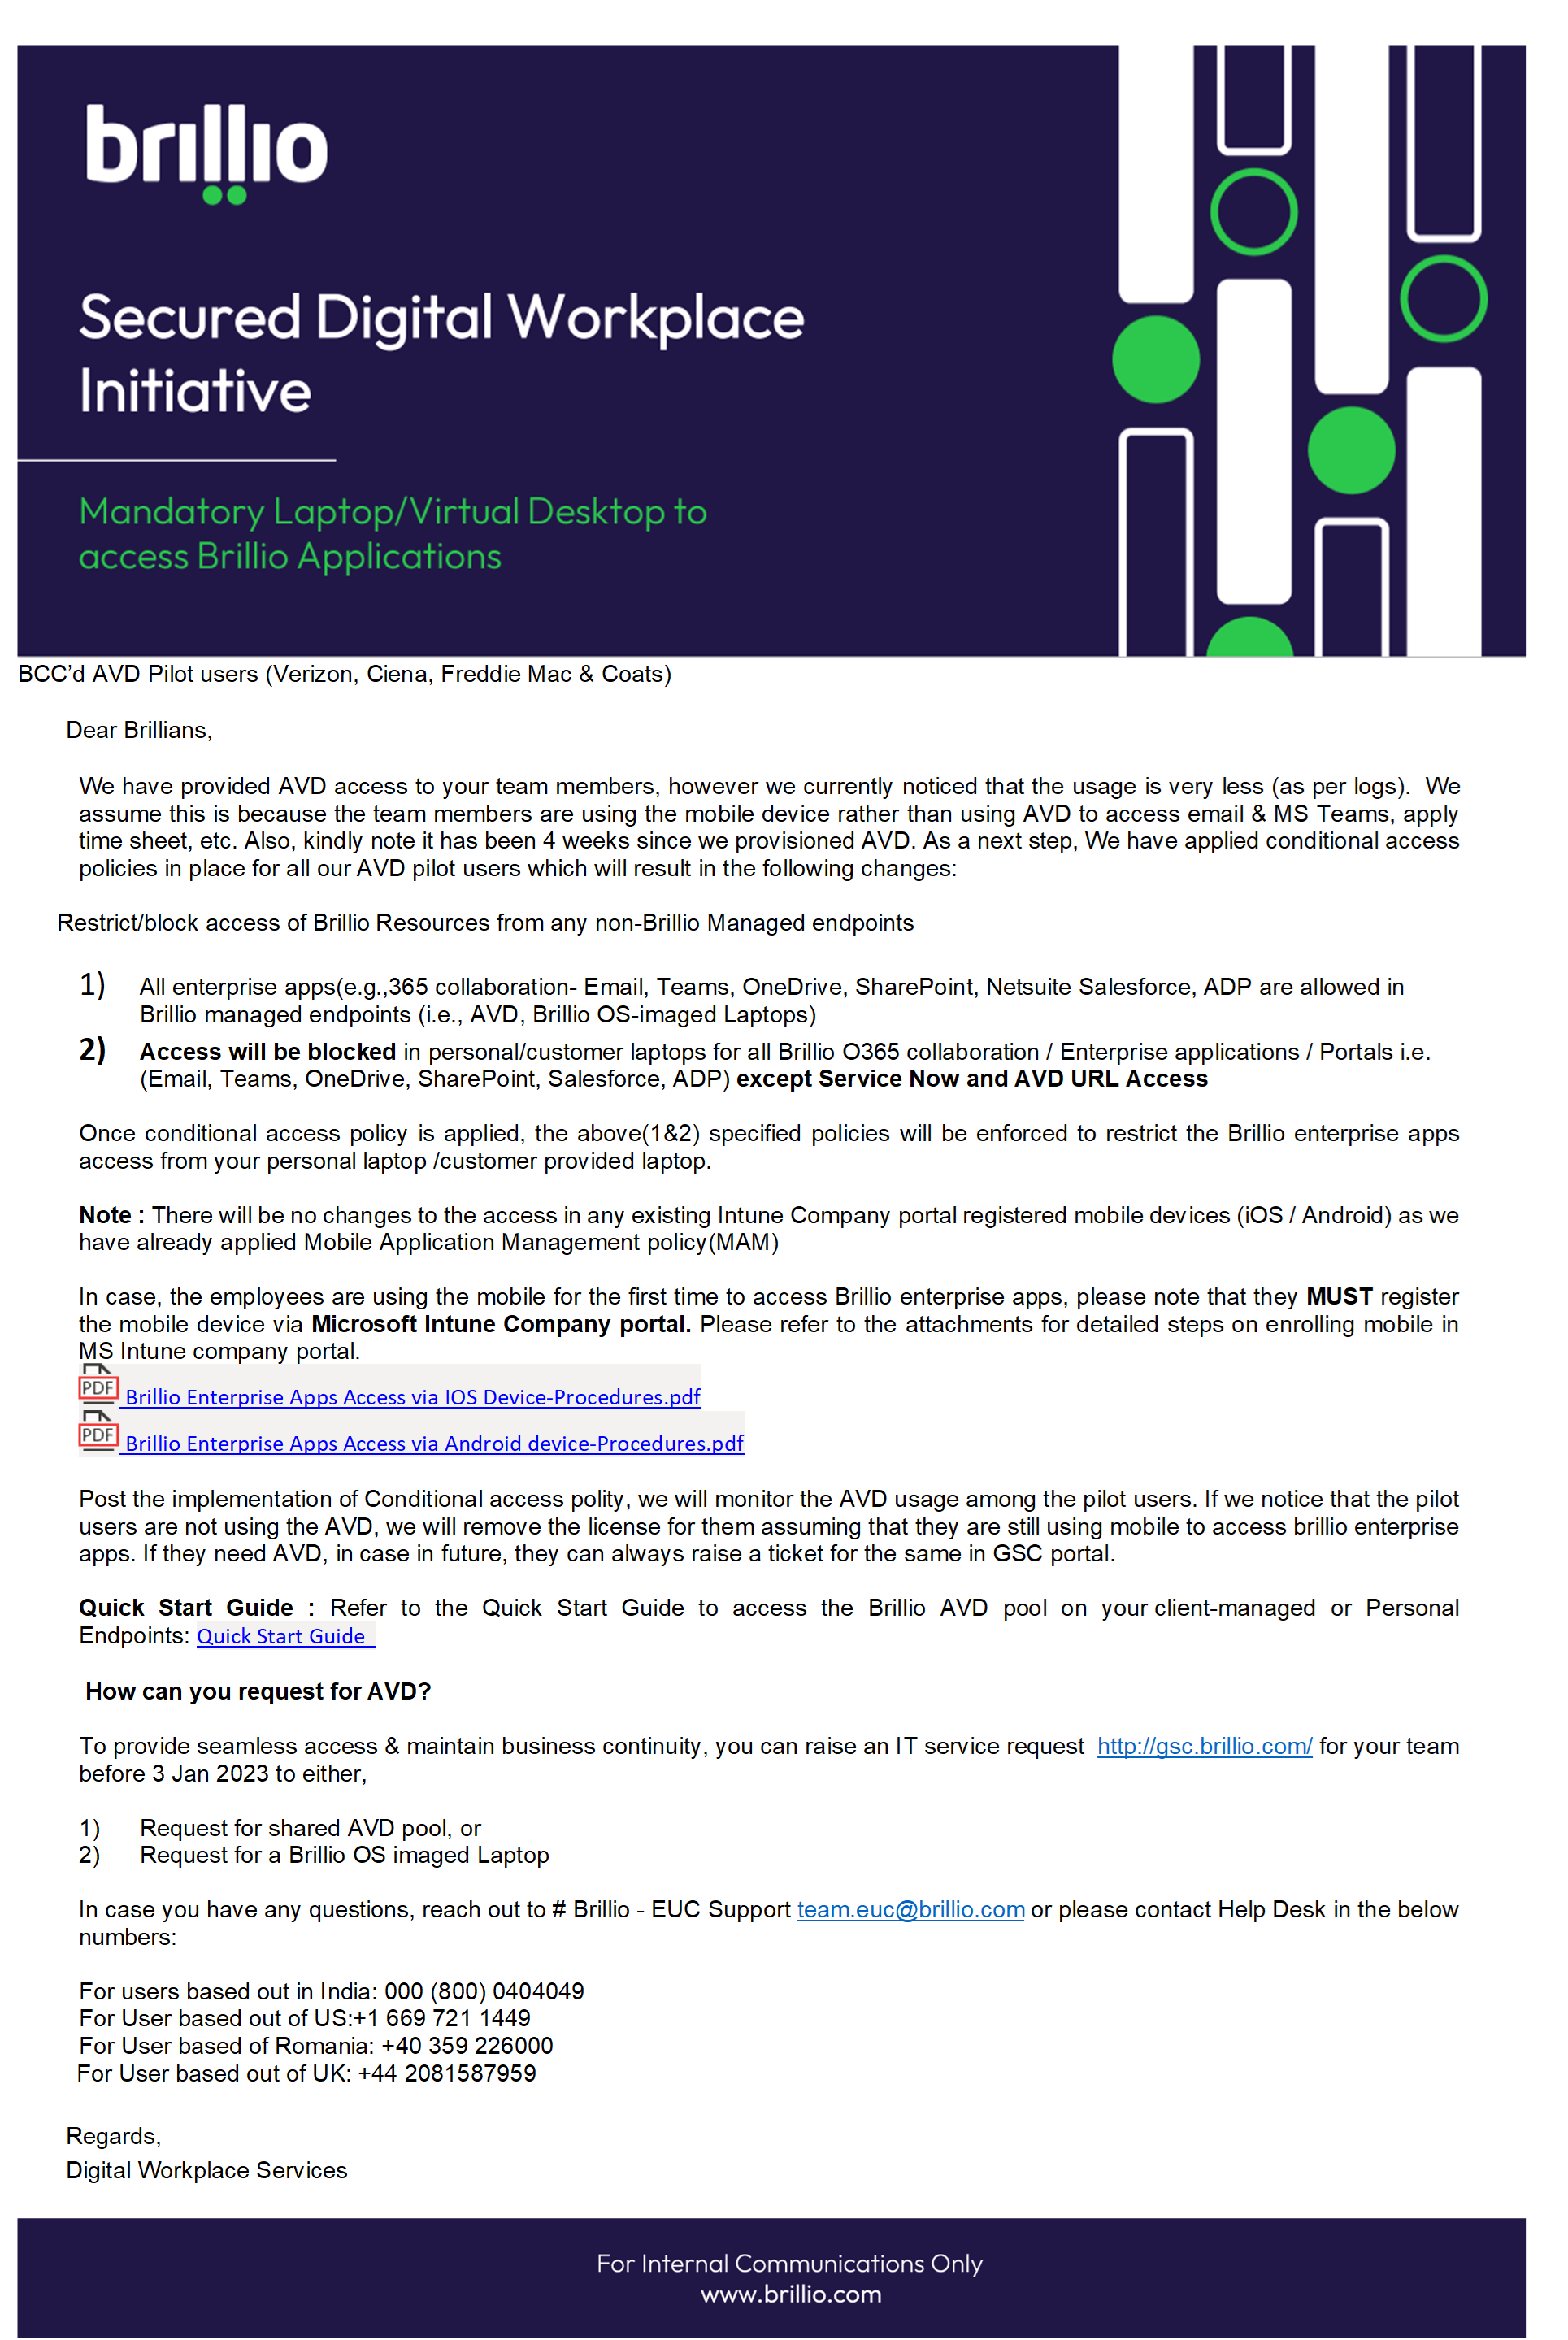 brillio
Secured Digital Workplace
Initiative
Mandatory Laptop/Virtual Desktop to
access Brillio Applications
BCC’d AVD Pilot users (Verizon, Ciena, Freddie Mac & Coats)
Dear Brillians,
We have provided AVD access to your team members, however we currently noticed that the usage is very less (as per logs).  We
assume this is because the team members are using the mobile device rather than using AVD to access email & MS Teams, apply
time sheet, etc. Also, kindly note it has been 4 weeks since we provisioned AVD. As a next step, We have applied conditional access
policies in place for all our AVD pilot users which will result in the following changes:
Restrict/block access of Brillio Resources from any non-Brillio Managed endpoints
1) All enterprise apps(e.g.,365 collaboration- Email, Teams, OneDrive, SharePoint, Netsuite Salesforce, ADP are allowed in
Brillio managed endpoints (i.e., AVD, Brillio OS-imaged Laptops)
2) Access will be blocked in personal/customer laptops for all Brillio O365 collaboration / Enterprise applications / Portals i.e.
(Email, Teams, OneDrive, SharePoint, Salesforce, ADP) except Service Now and AVD URL Access
Once conditional access policy is applied, the above(1&2) specified policies will be enforced to restrict the Brillio enterprise apps
access from your personal laptop /customer provided laptop.
Note : There will be no changes to the access in any existing Intune Company portal registered mobile devices (iOS / Android) as we
have already applied Mobile Application Management policy(MAM)
In case, the employees are using the mobile for the first time to access Brillio enterprise apps, please note that they MUST register
the mobile device via Microsoft Intune Company portal. Please refer to the attachments for detailed steps on enrolling mobile in
MS Intune company portal.
PDF Brillio Enterprise Apps Access via IOS Device-Procedures.pdf
PDF Brillio Enterprise Apps Access via Android device-Procedures.pdf
Post the implementation of Conditional access polity, we will monitor the AVD usage among the pilot users. If we notice that the pilot
users are not using the AVD, we will remove the license for them assuming that they are still using mobile to access brillio enterprise
apps. If they need AVD, in case in future, they can always raise a ticket for the same in GSC portal.
Quick Start Guide : Refer to the Quick Start Guide to access the Brillio AVD pool on your client-managed or Personal
Endpoints: Quick Start Guide
How can you request for AVD?
To provide seamless access & maintain business continuity, you can raise an IT service request  http://gsc.brillio.com/ for your team
before 3 Jan 2023 to either,
1) Request for shared AVD pool, or
2) Request for a Brillio OS imaged Laptop
In case you have any questions, reach out to # Brillio - EUC Support team.euc@brillio.com or please contact Help Desk in the below
numbers:
For users based out in India: 000 (800) 0404049
For User based out of US:+1 669 721 1449
For User based of Romania: +40 359 226000
For User based out of UK: +44 2081587959
Regards,
Digital Workplace Services
For Internal Communications Only
www.brillio.com